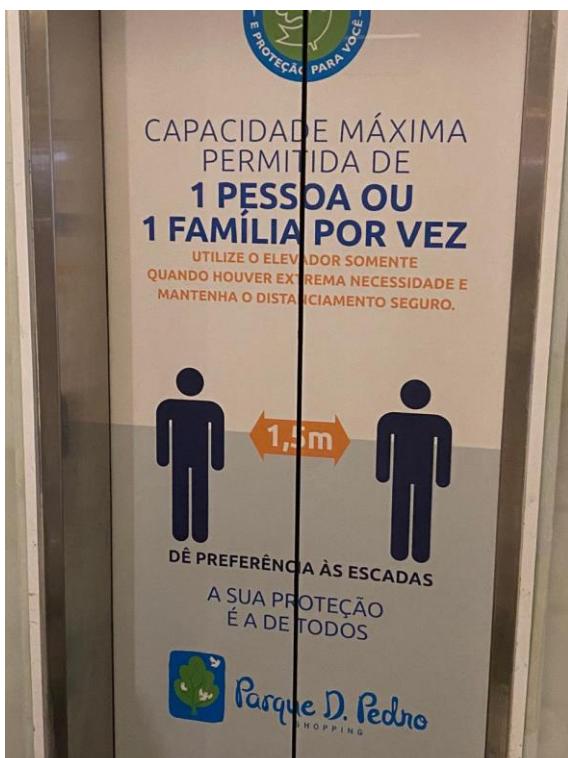 E PROTEÇÃO PARA VOCÊ
CAPACIDADE MÁXIMA
PERMITIDA DE
1 PESSOA OU
1 FAMÍLIA POR VEZ
UTILIZE O ELEVADOR SOMENTE
QUANDO HOUVER EXTREMA NECESSIDADE E
MANTENHA O DISTANCIAMENTO SEGURO.
1,5m
DÊ PREFERÊNCIA ÀS ESCADAS
A SUA PROTEÇÃO
É A DE TODOS
Parque D. Pedro
SHOPPING